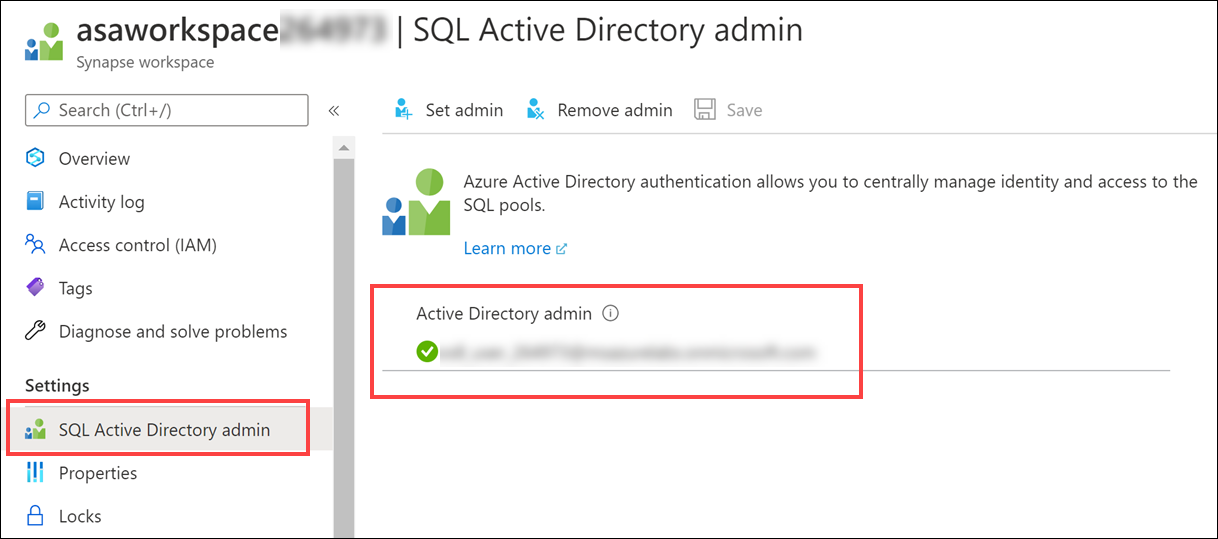 asaworkspace | SQL Active Directory admin
Synapse workspace
Search (Ctrl+/)
«
Set admin
Remove admin
Save
Overview
Activity log
Access control (IAM)
Tags
Diagnose and solve problems
Settings
SQL Active Directory admin
Properties
Locks
Azure Active Directory authentication allows you to centrally manage identity and access to the
SQL pools.
Learn more
Active Directory admin